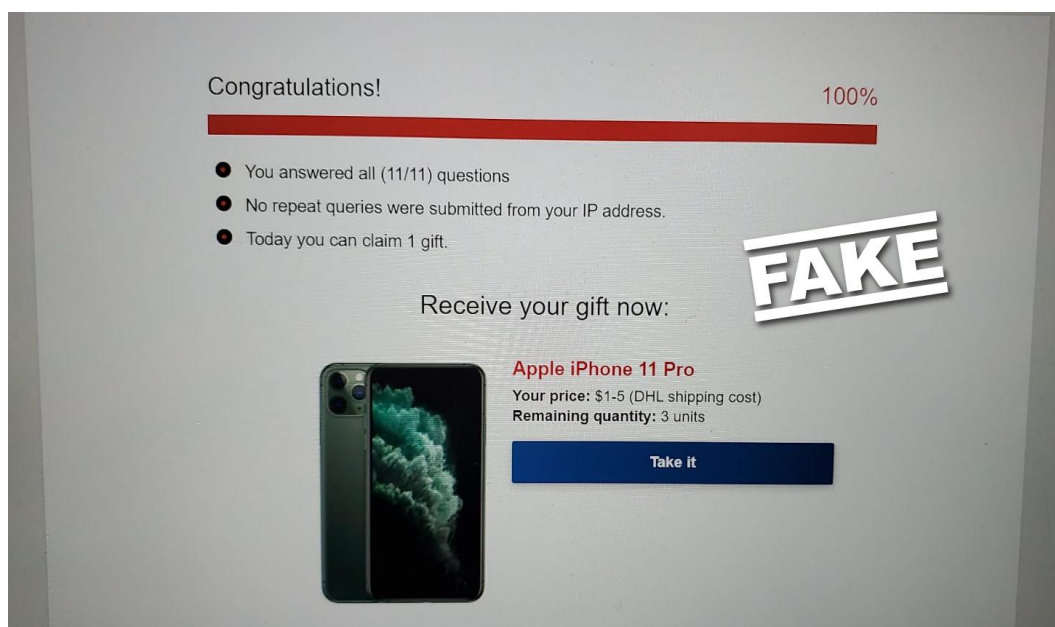 Congratulations!
100%
You answered all (11/11) questions
No repeat queries were submitted from your IP address.
Today you can claim 1 gift.
FAKE
Receive your gift now:
Apple iPhone 11 Pro
Your price: $1-5 (DHL shipping cost)
Remaining quantity: 3 units
Take it